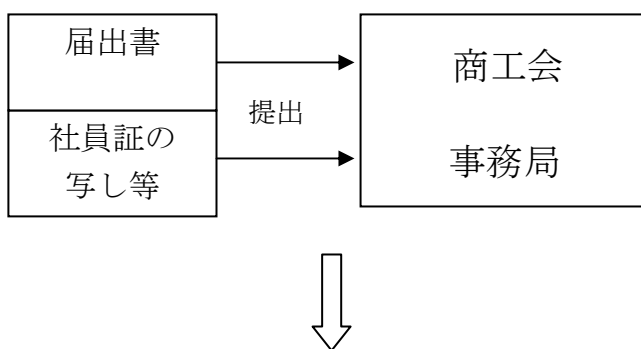 届出書
社員証の
写し等
提出
商工会
事務局